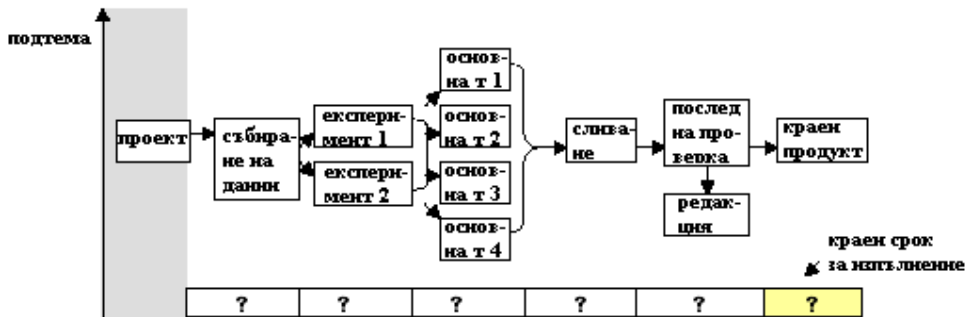 подтема
проект
събира-
не на
данни
експери-
мент 1
експери-
мент 2
основ-
на т 1
основ-
на т 2
основ-
на т 3
основ-
на т 4
слива-
не
послед
на про-
верка
редак-
ция
краен
продукт
краен срок
за изпълнение
? ? ? ? ? ?